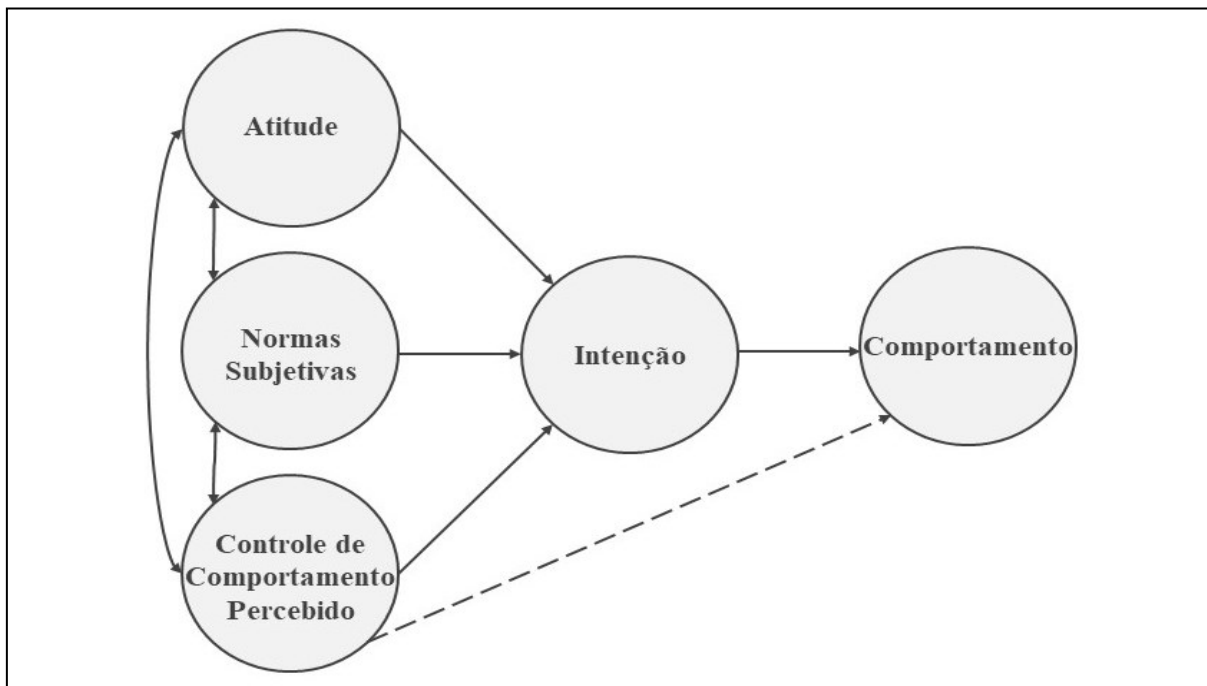 Atitude
Normas
Subjetivas
Controle de
Comportamento
Percebido
Intenção
Comportamento